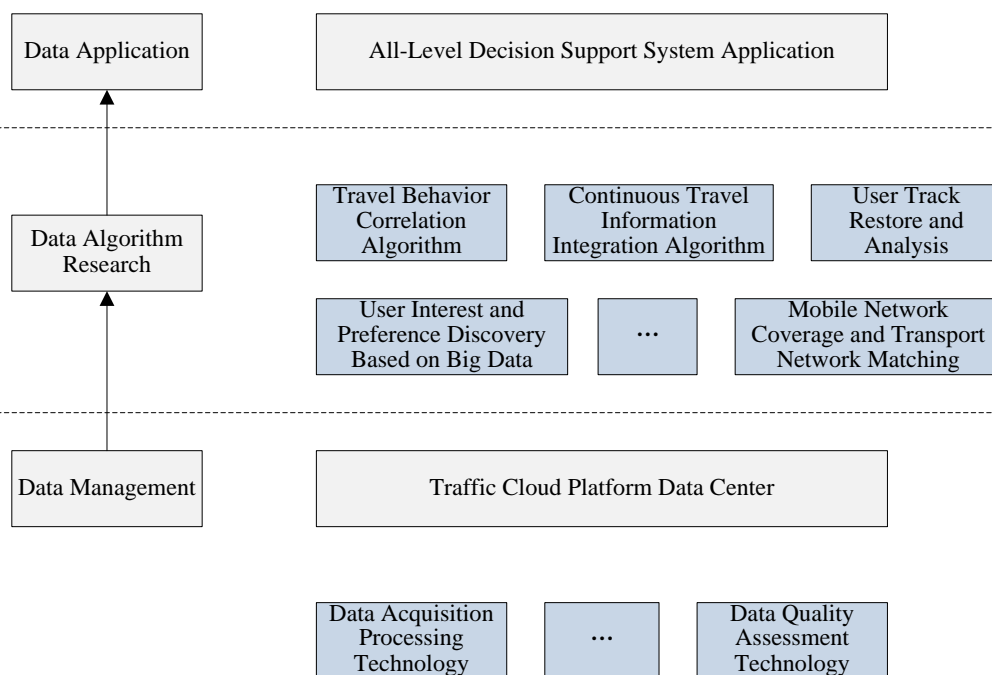 Data Application
All-Level Decision Support System Application
Data Algorithm
Research
Travel Behavior
Correlation
Algorithm
Continuous Travel
Information
Integration Algorithm
User Track
Restore and
Analysis
User Interest and
Preference Discovery
Based on Big Data
...
Mobile Network
Coverage and Transport
Network Matching
Data Management
Traffic Cloud Platform Data Center
Data Acquisition
Processing
Technology
...
Data Quality
Assessment
Technology